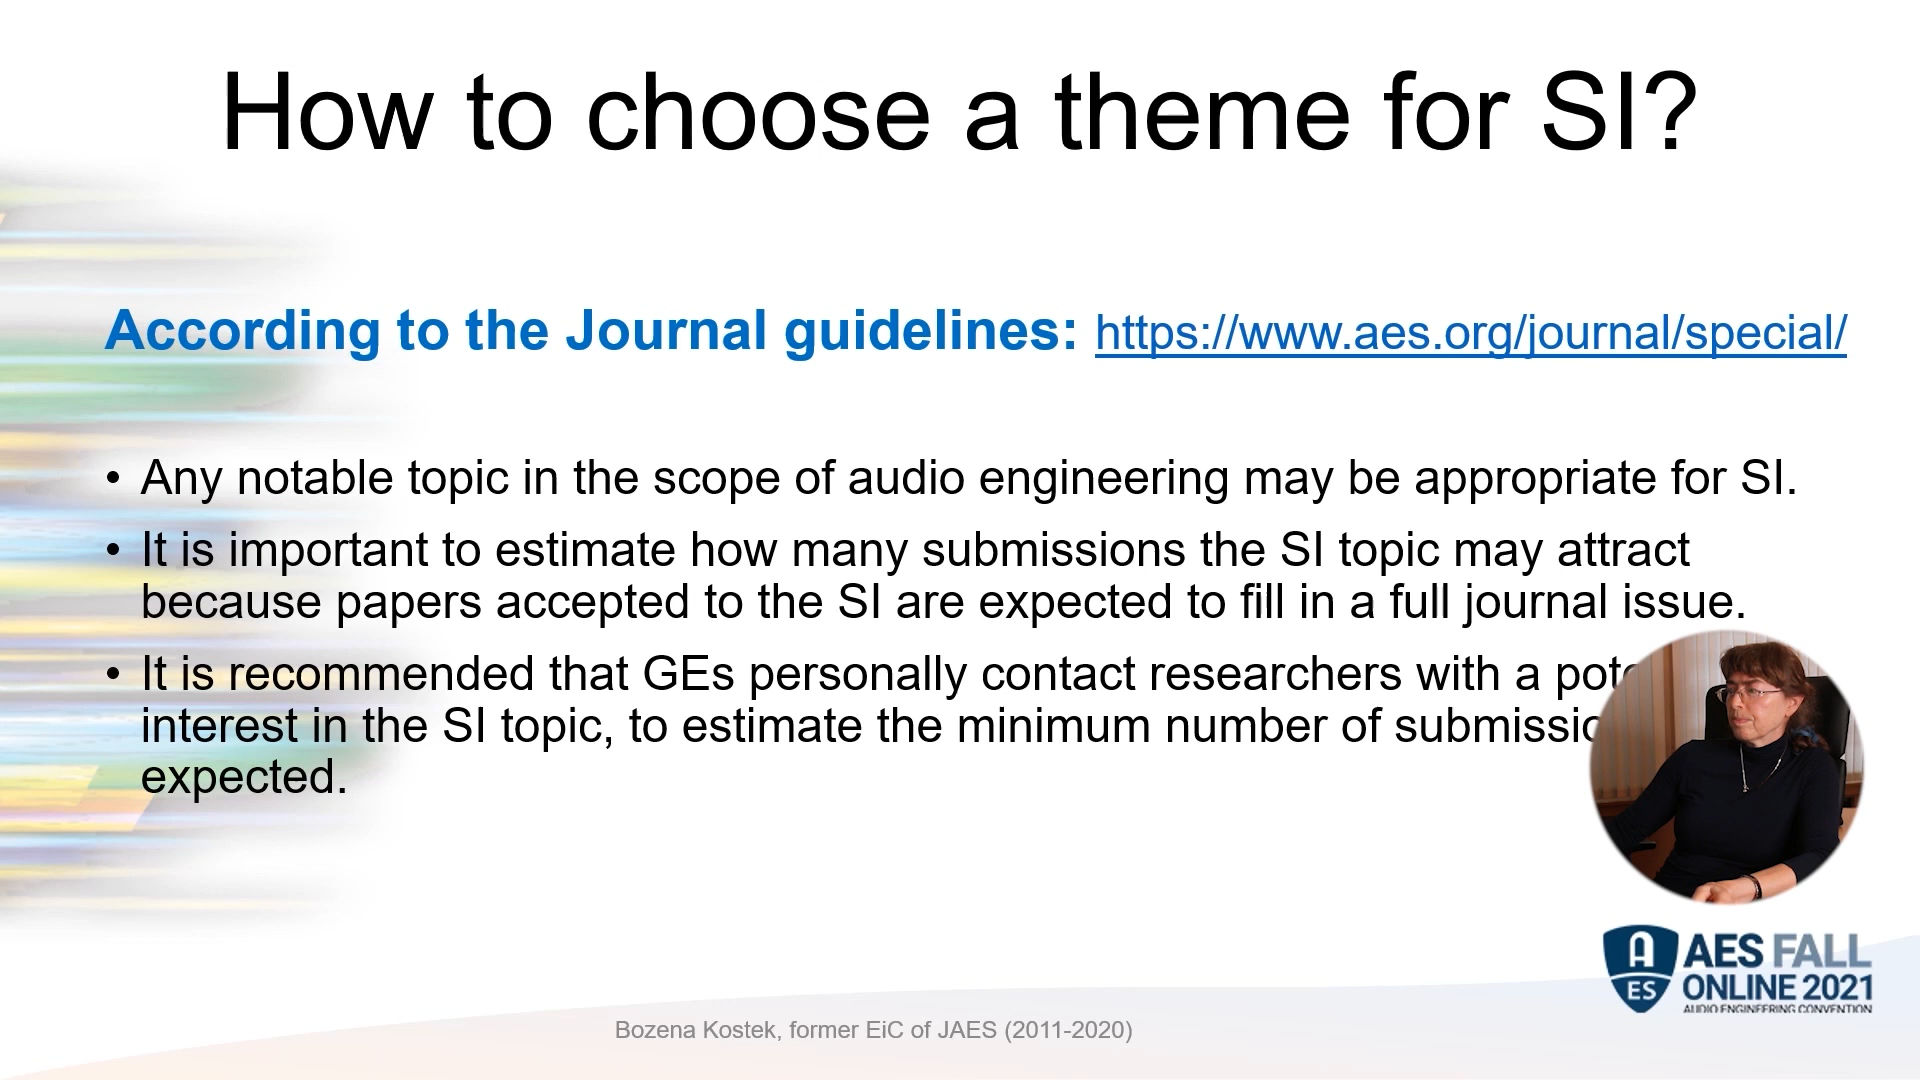 How to choose a theme for SI?
According to the Journal guidelines: https://www.aes.org/journal/special/
• Any notable topic in the scope of audio engineering may be appropriate for SI.
• It is important to estimate how many submissions the SI topic may attract
because papers accepted to the SI are expected to fill in a full journal issue.
• It is recommended that GEs personally contact researchers with a
interest in the SI topic, to estimate the minimum number of
expected.
A
ES
AES FALL
ONLINE 2021
AUDIO ENGINEERING CONVENTION
Bozena Kostek, former EiC of JAES (2011-2020)